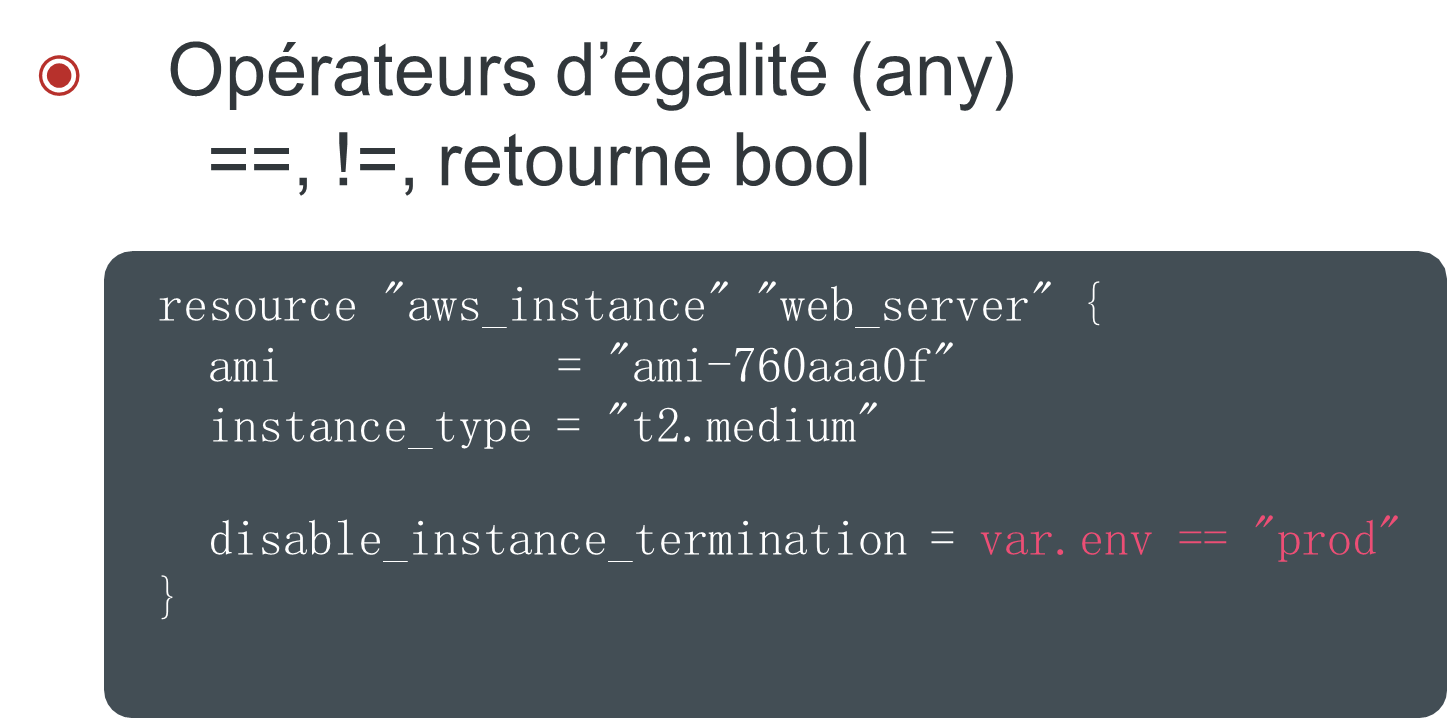 Opérateurs d’égalité (any)
==, !=, retourne bool
resource "aws_instance" "web_server" {
ami = "ami-760aaa0f"
instance_type = "t2.medium"
disable_instance_termination = var.env == "prod"
}